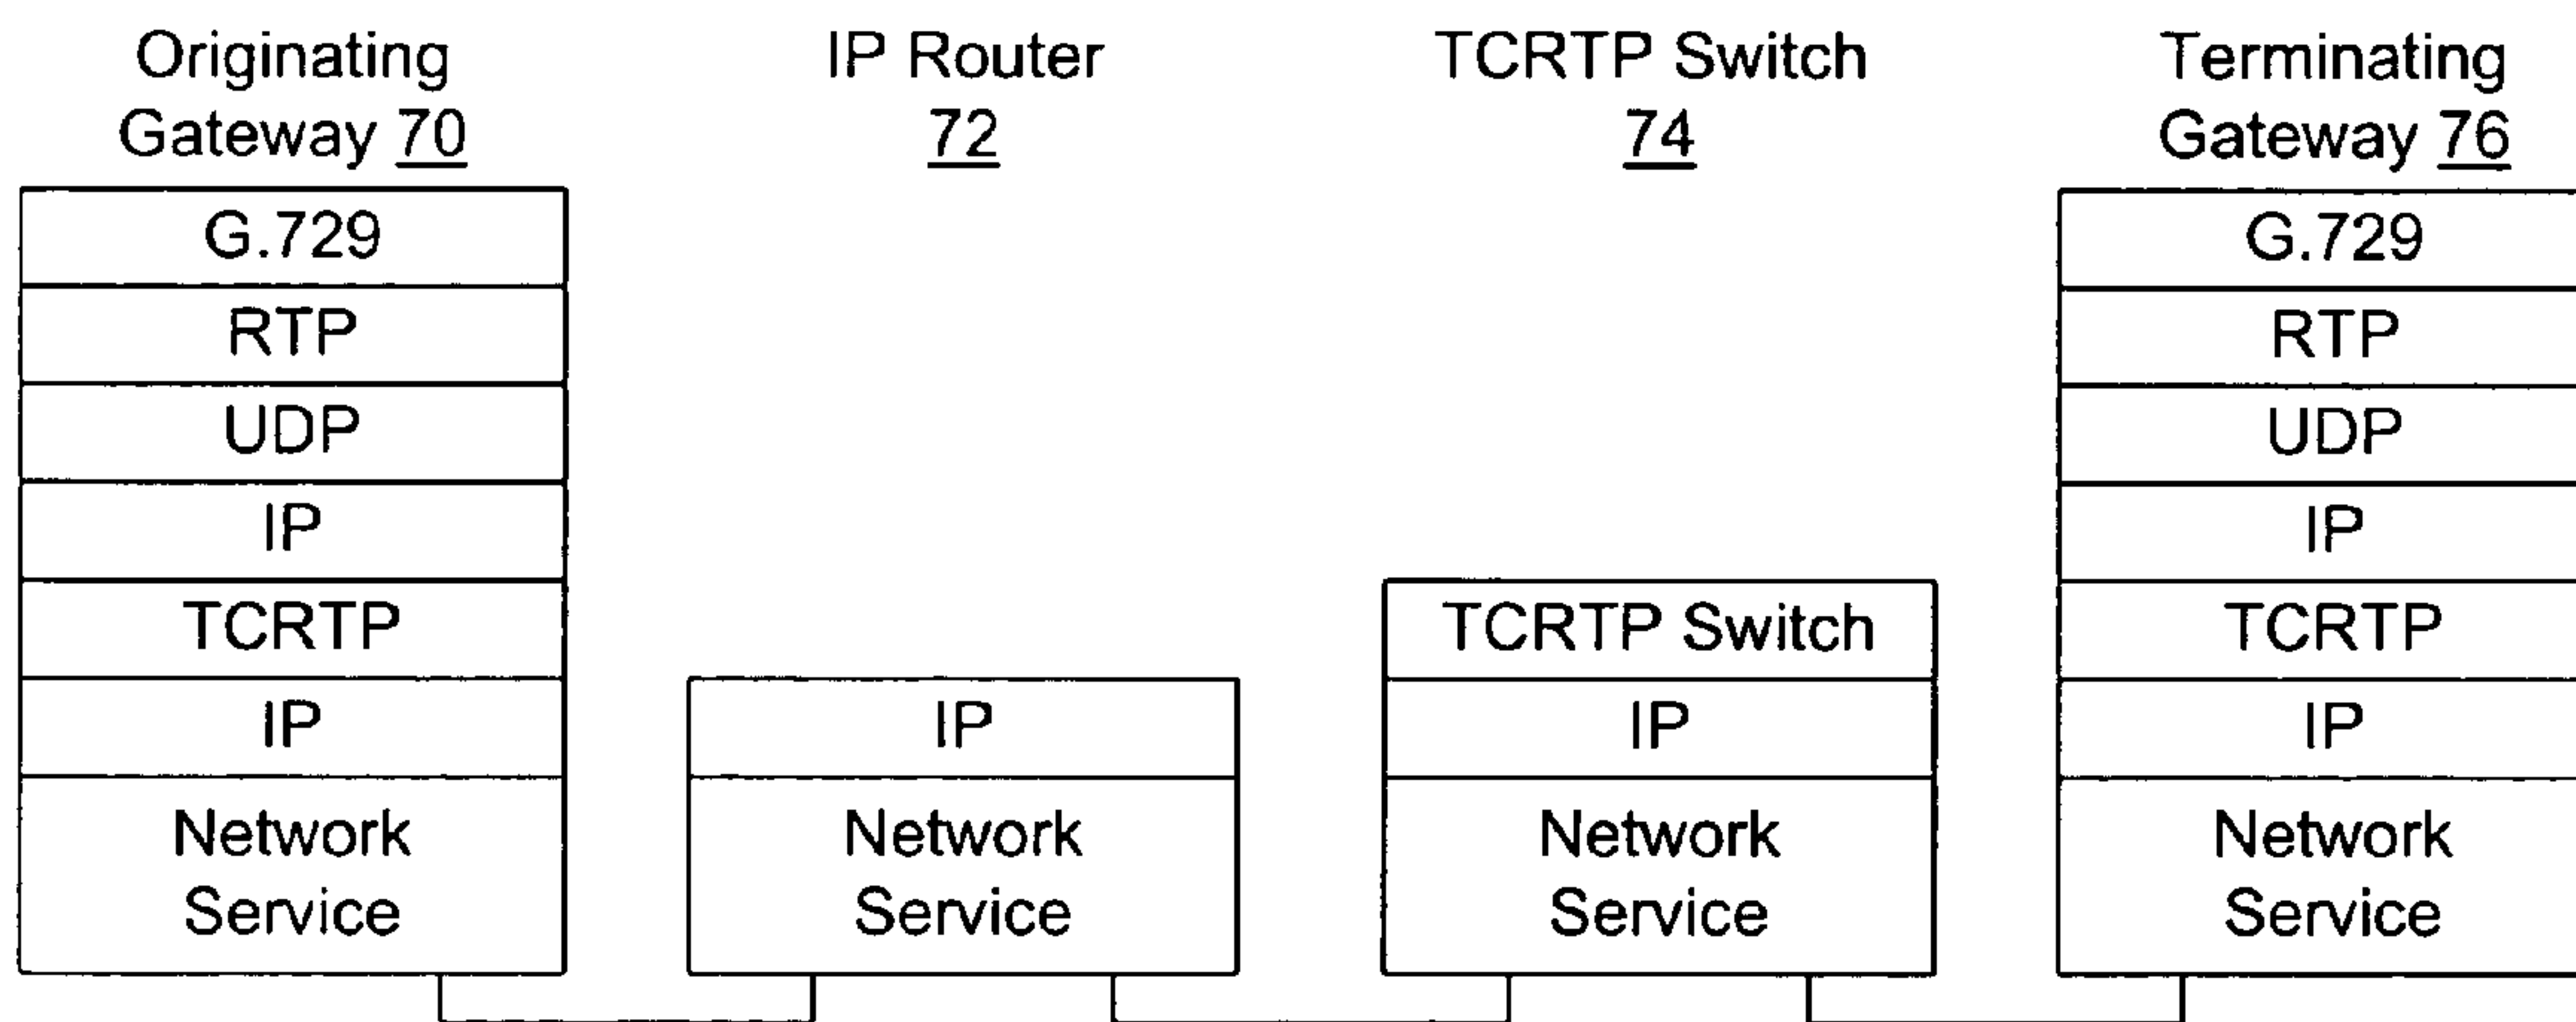 Originating
Gateway 70
IP Router
72
TCRTP Switch
74
Terminating
Gateway 76
G.729
RTP
UDP
IP
TCRTP
IP
Network
Service
IP
Network
Service
TCRTP Switch
IP
Network
Service
G.729
RTP
UDP
IP
TCRTP
IP
Network
Service